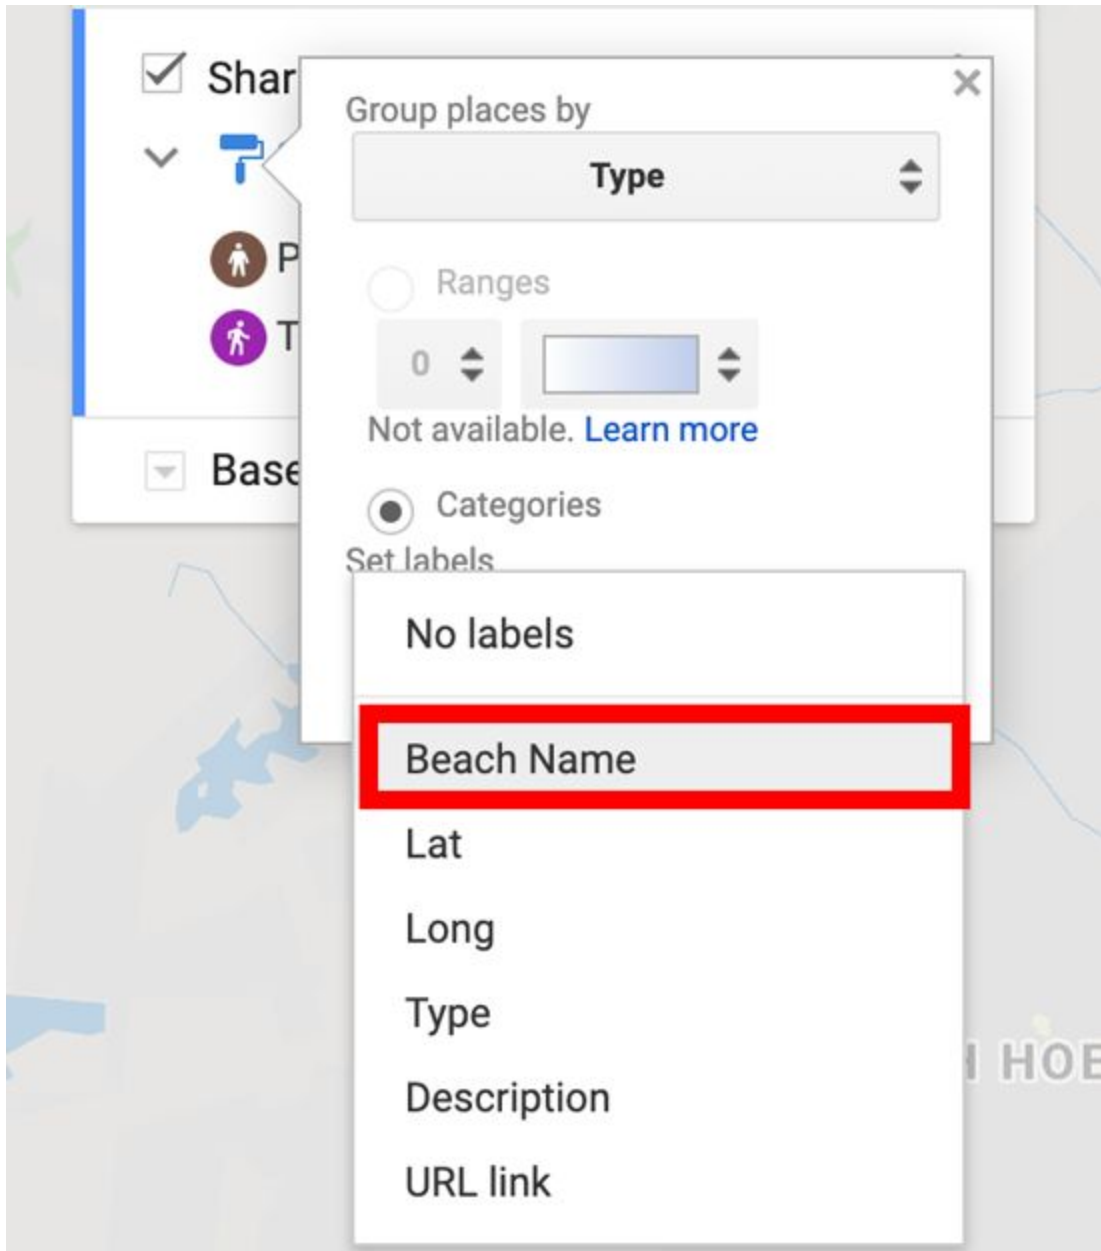 Shar
Group places by
Type
P
Ranges
T
0
Not available. Learn more
Base
Categories
Set labels
No labels
Beach Name
Lat
Long
Type
H HOB
Description
URL link